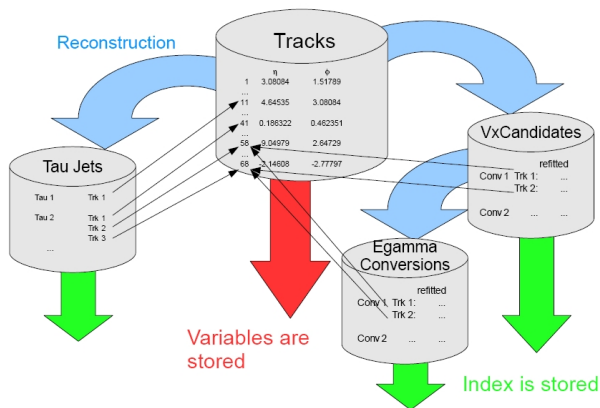 Reconstruction
Tracks
η ϕ
1 3.08084 1.51789
...
11 4.64535 3.08084
...
41 0.186322 0.462351
...
58 -9.04979 2.64729
...
68 -2.14608 -2.77797
Tau Jets
Tau 1 Trk 1
Tau 2 Trk 1
Trk 2
Trk 3
...
VxCandidates
refitted
Conv 1 Trk 1: ...
Trk 2: ...
Conv 2 ... ...
Egamma
Conversions
refitted
Conv 1 Trk 1: ...
Trk 2: ...
Conv 2 ... ...
Variables are
stored
Index is stored